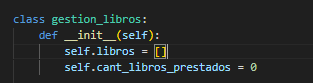 class gestion_libros:
    def __init__(self):
        self.libros = []
        self.cant_libros_prestados = 0